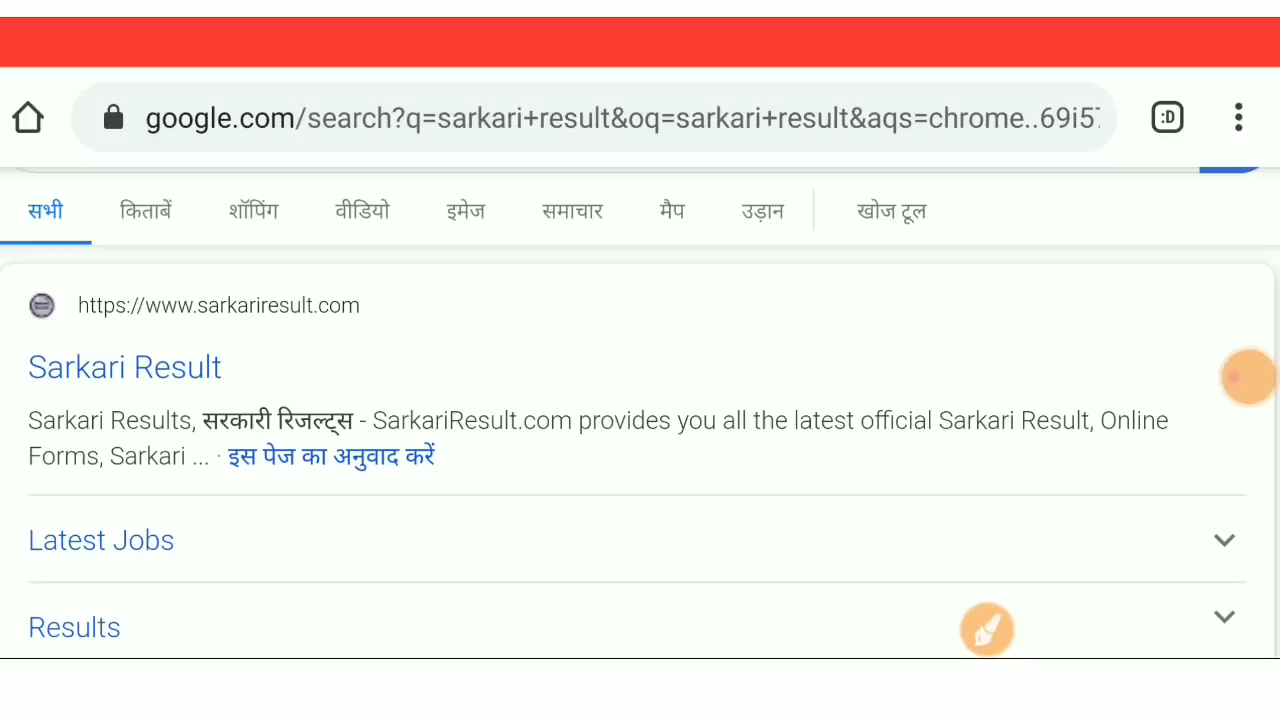 google.com/search?q=sarkari+result&oq=sarkari+result&aqs=chrome..69i57
:D
सभी किताबें शॉपिंग वीडियो इमेज समाचार मैप उड़ान खोज टूल
https://www.sarkariresult.com
Sarkari Result
Sarkari Results, सरकारी रिजल्ट्स - SarkariResult.com provides you all the latest official Sarkari Result, Online
Forms, Sarkari ... · इस पेज का अनुवाद करें
Latest Jobs
Results